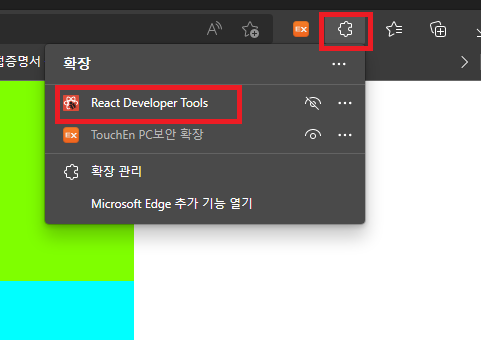 A
EX
섭증명서
확장
React Developer Tools
EX
TouchEn PC보안 확장
확장 관리
Microsoft Edge 추가 기능 열기